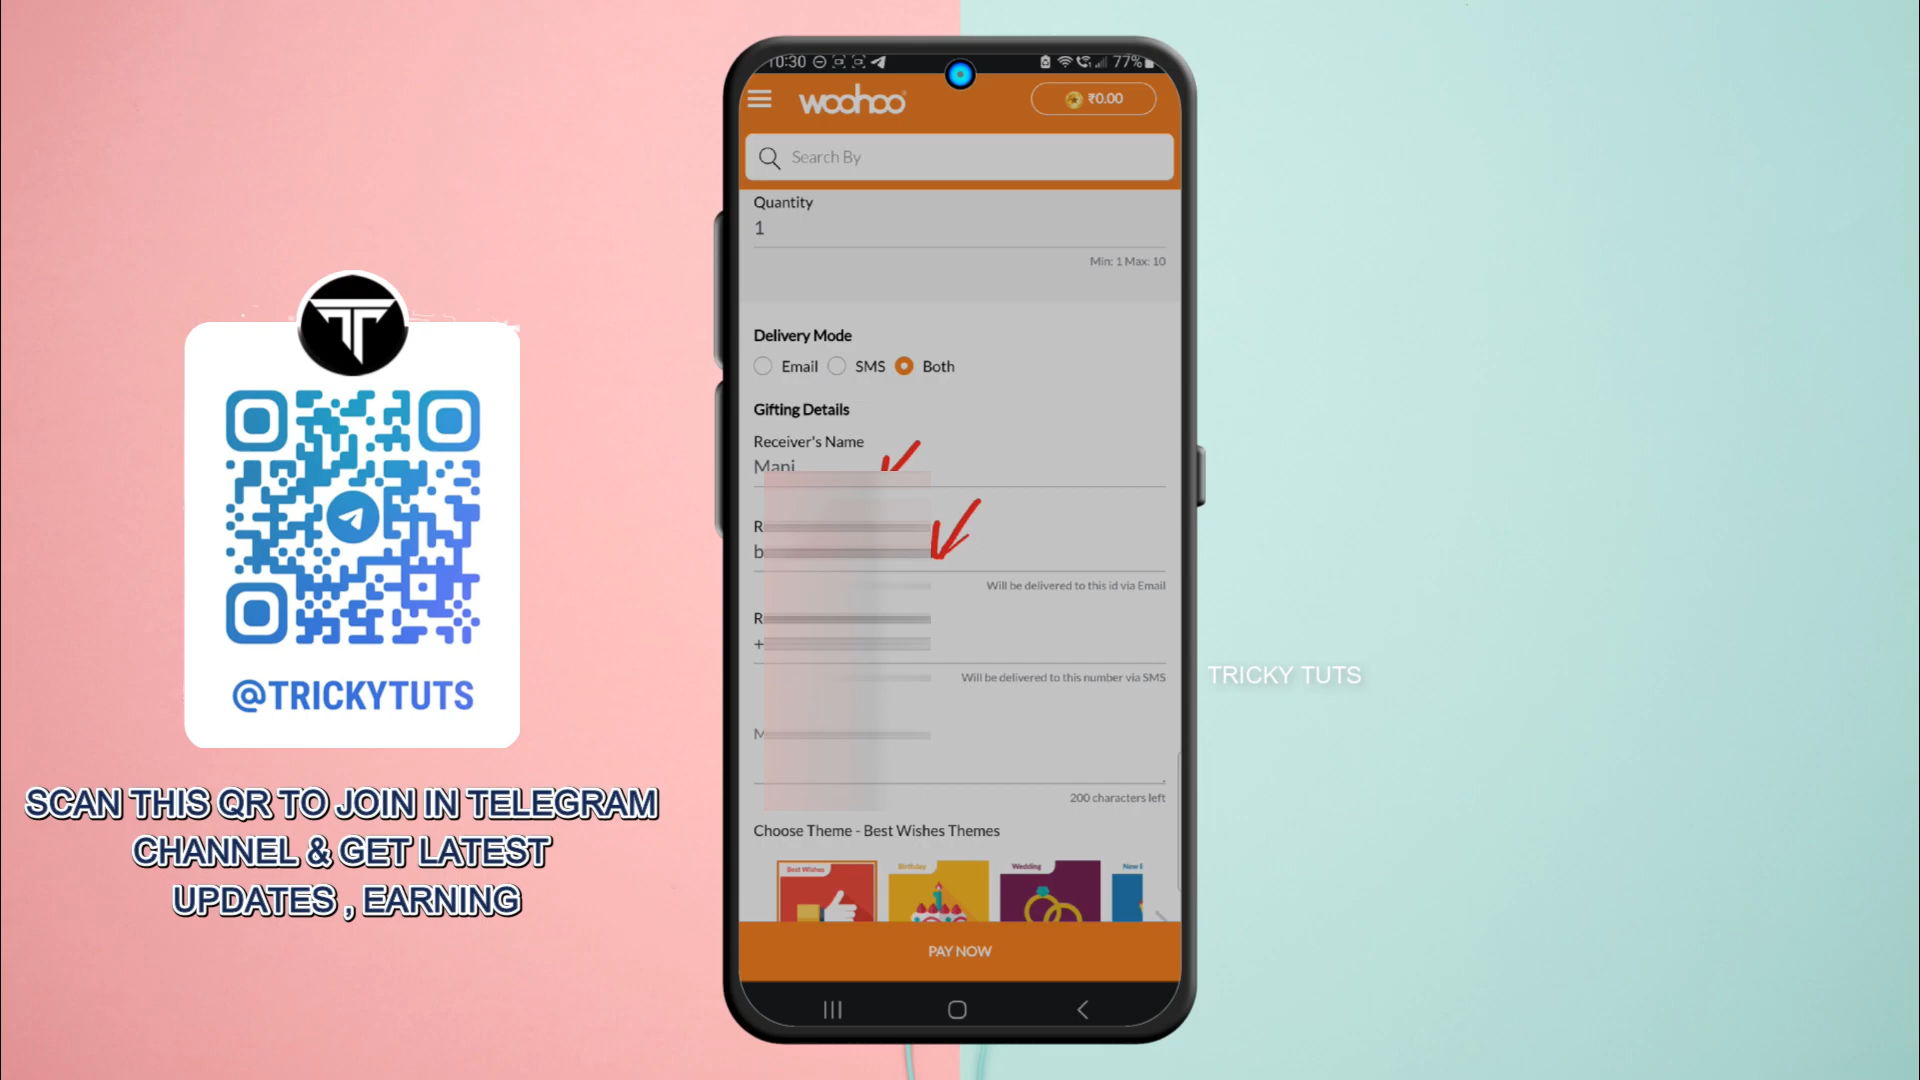 10:30
77%
woohoo
₹0.00
Search By
Quantity
1
Min: 1 Max: 10
Delivery Mode
Email
SMS
Both
Gifting Details
Receiver's Name
Mani
Will be delivered to this id via Email
Will be delivered to this number via SMS
200 characters left
Choose Theme - Best Wishes Themes
Best Wishes
Birthday
Wedding
PAY NOW
@TRICKYTUTS
SCAN THIS QR TO JOIN IN TELEGRAM
CHANNEL & GET LATEST
UPDATES , EARNING
TRICKY TUTS